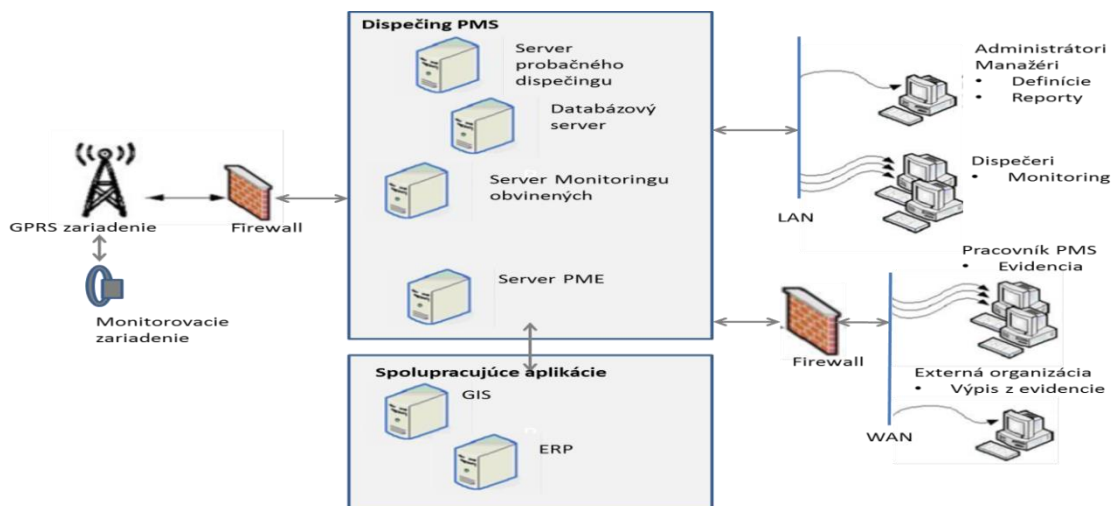 Dispečing PMS
Server
probačného
dispečingu
Databázový
server
Server Monitoringu
obvinených
Server PME
GPRS zariadenie
Firewall
Monitorovacie
zariadenie
Spolupracujúce aplikácie
GIS
ERP
Administrátori
Manažéri
• Definície
• Reporty
Dispečeri
• Monitoring
LAN
Pracovník PMS
• Evidencia
Firewall
Externá organizácia
• Výpis z evidencie
WAN